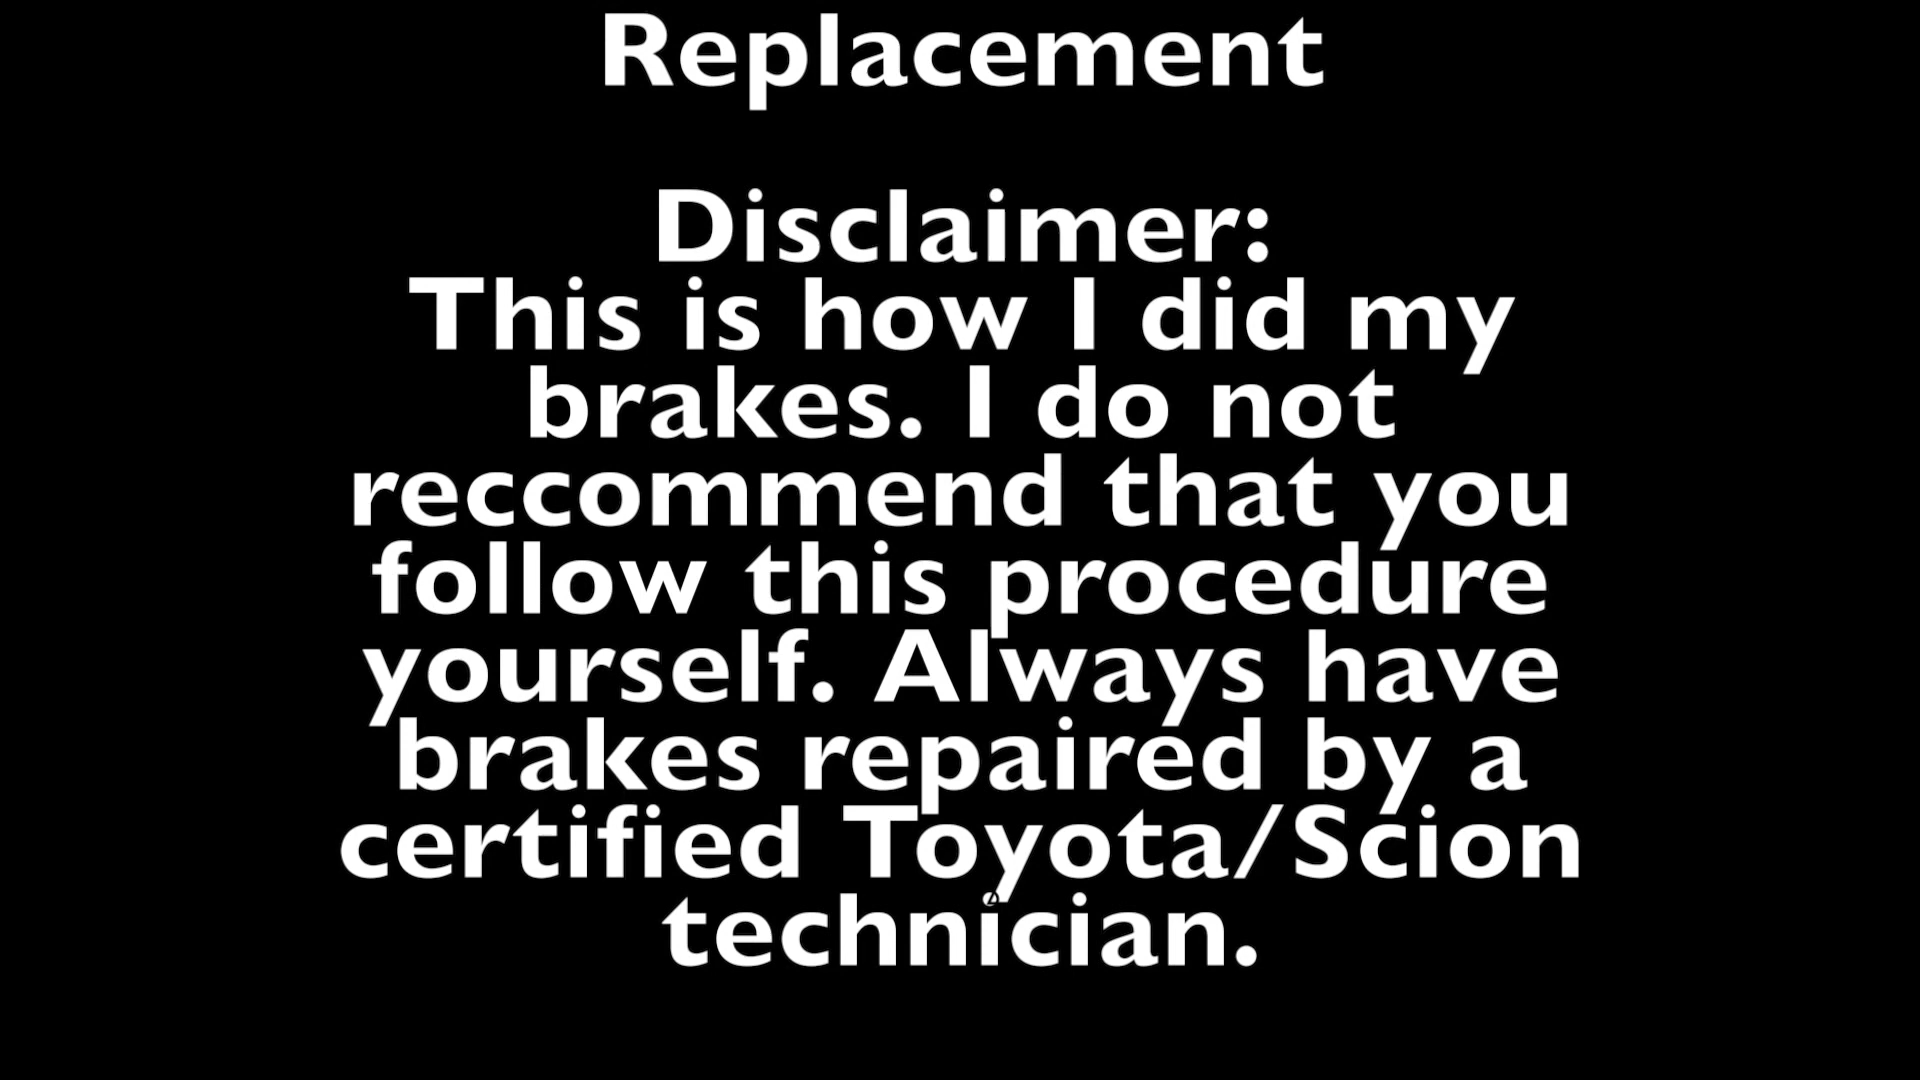 Replacement
Disclaimer:
This is how I did my
brakes. I do not
reccommend that you
follow this procedure
yourself. Always have
brakes repaired by a
certified Toyota/Scion
technician.